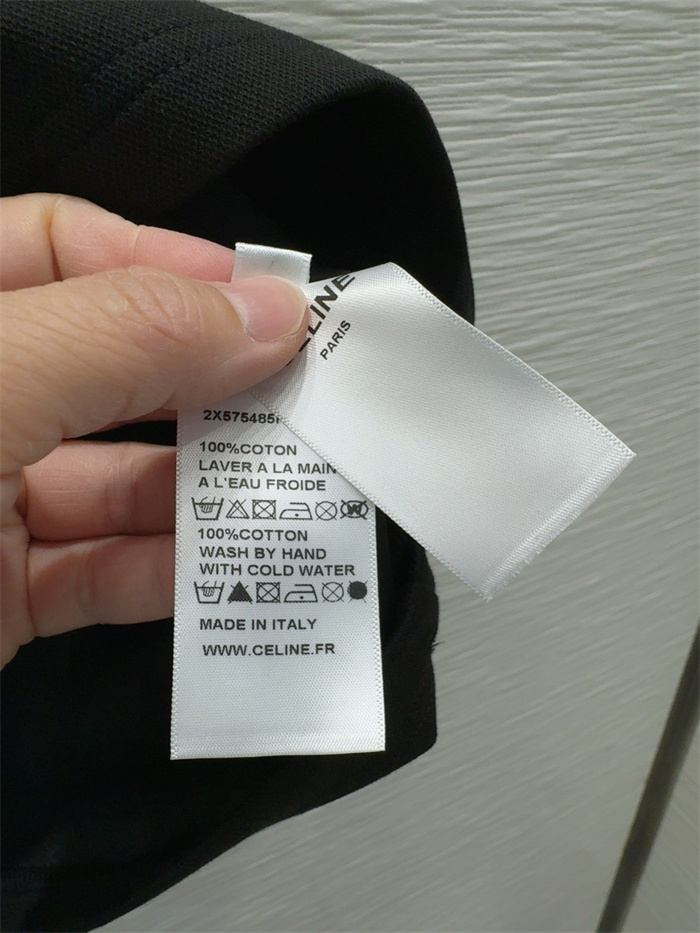 PARIS
100%COTON
LAVER A LA MAIN
A L'EAU FROIDE
W
100%COTTON
WASH BY HAND
WITH COLD WATER
MADE IN ITALY
WWW.CELINE.FR